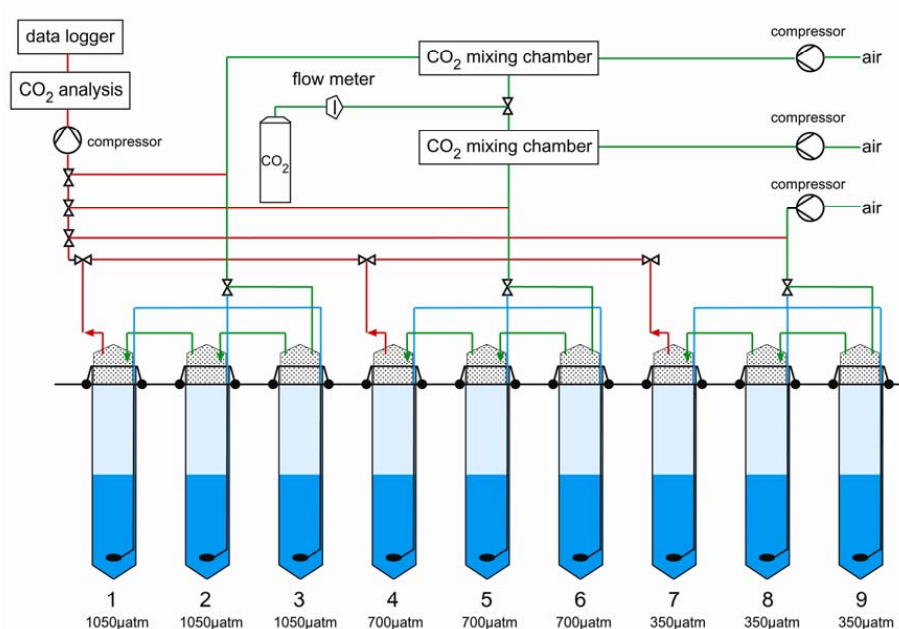 data logger
CO₂ analysis
compressor
flow meter
CO₂
CO₂ mixing chamber
compressor
air
CO₂ mixing chamber
compressor
air
compressor
air
1 2 3 4 5 6 7 8 9
1050µatm 1050µatm 1050µatm 700µatm 700µatm 700µatm 350µatm 350µatm 350µatm